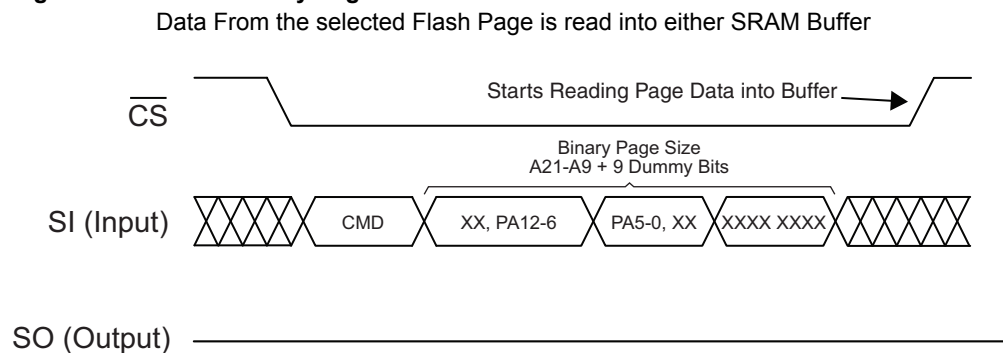 Data From the selected Flash Page is read into either SRAM Buffer
CS
Starts Reading Page Data into Buffer
Binary Page Size
A21-A9 + 9 Dummy Bits
SI (Input)
CMD
XX, PA12-6
PA5-0, XX
XXXX XXXX
SO (Output)